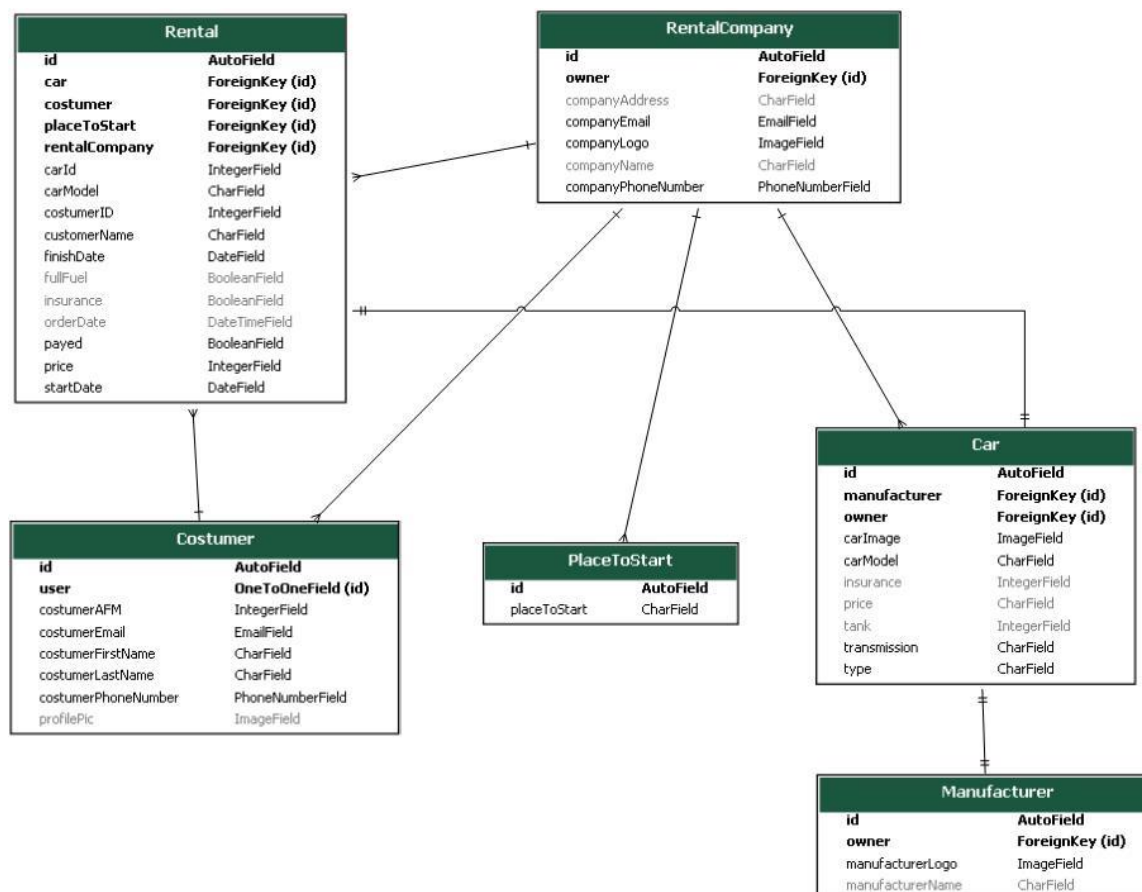 Rental
id AutoField
car ForeignKey (id)
costumer ForeignKey (id)
placeToStart ForeignKey (id)
rentalCompany ForeignKey (id)
carId IntegerField
carModel CharField
costumerID IntegerField
customerName CharField
finishDate DateField
fullFuel BooleanField
insurance BooleanField
orderDate DateTimeField
payed BooleanField
price IntegerField
startDate DateField
RentalCompany
id AutoField
owner ForeignKey (id)
companyAddress CharField
companyEmail EmailField
companyLogo ImageField
companyName CharField
companyPhoneNumber PhoneNumberField
Costumer
id AutoField
user OneToOneField (id)
costumerAFM IntegerField
costumerEmail EmailField
costumerFirstName CharField
costumerLastName CharField
costumerPhoneNumber PhoneNumberField
profilePic ImageField
PlaceToStart
id AutoField
placeToStart CharField
Car
id AutoField
manufacturer ForeignKey (id)
owner ForeignKey (id)
carImage ImageField
carModel CharField
insurance IntegerField
price CharField
tank IntegerField
transmission CharField
type CharField
Manufacturer
id AutoField
owner ForeignKey (id)
manufacturerLogo ImageField
manufacturerName CharField